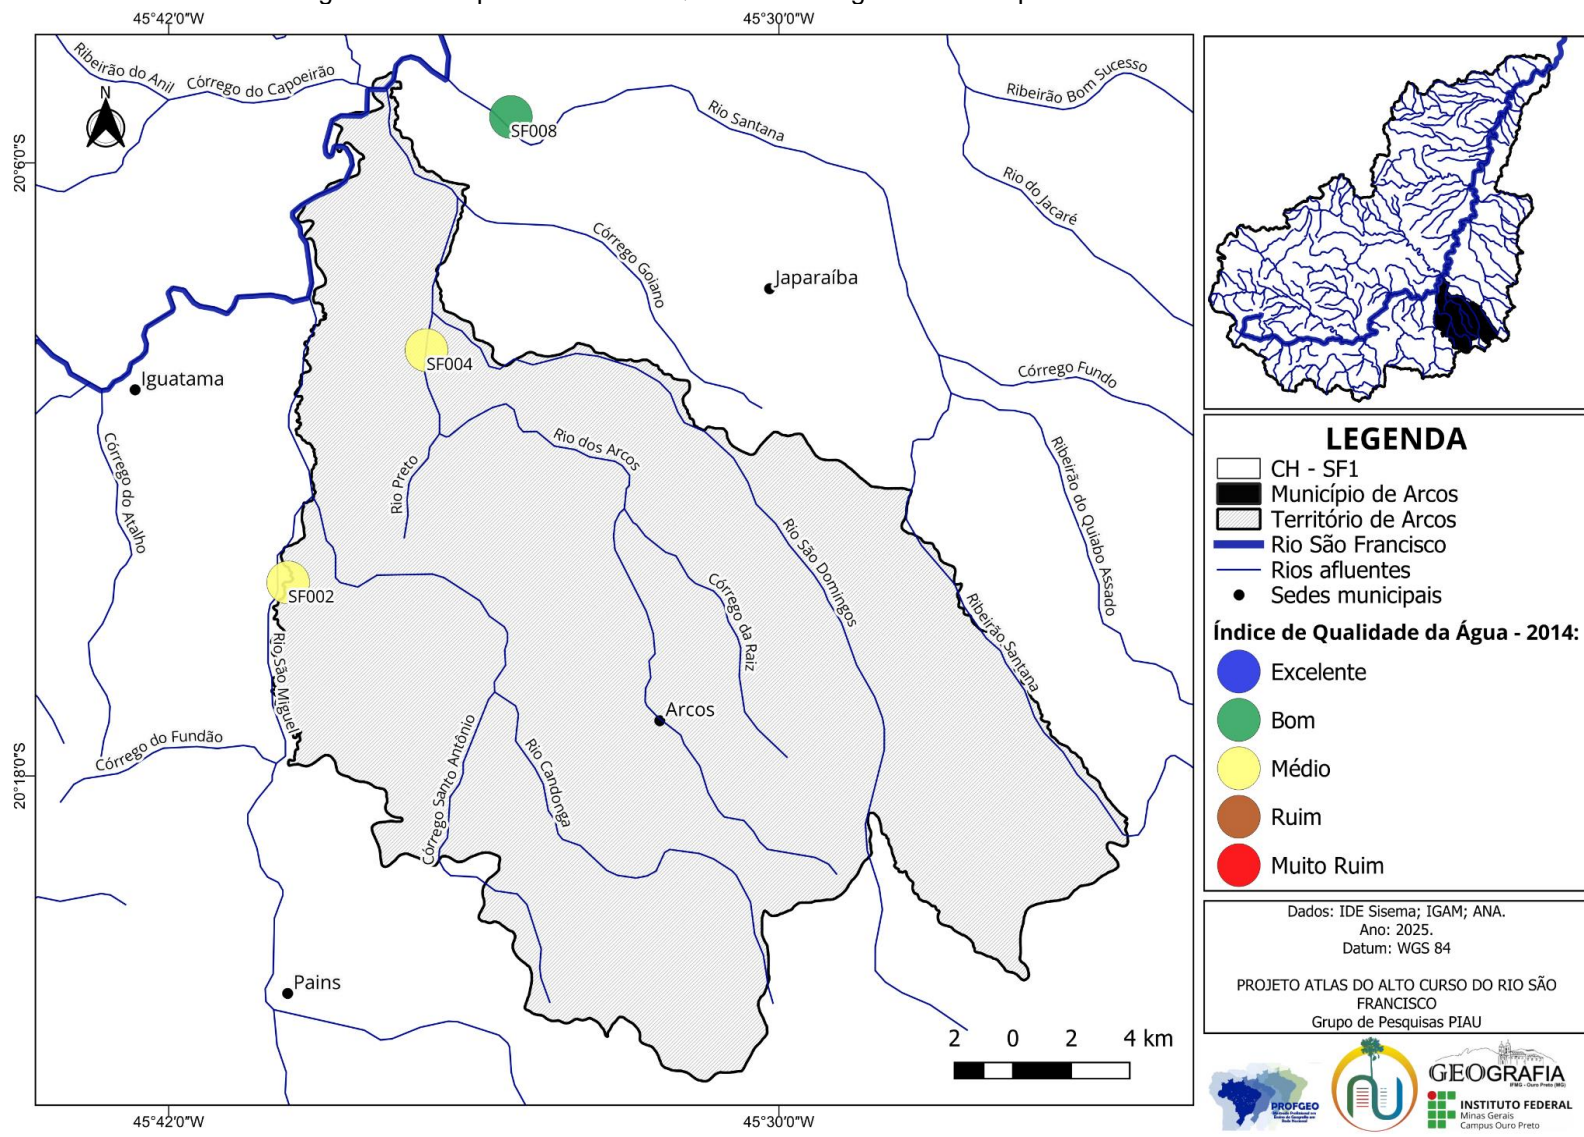 45°42'0"W
45°30'0"W
Ribeirão do Anil
Córrego do Capoeirão
N
SF008
Rio Santana
Ribeirão Bom Sucesso
20°6'0"S
Rio do Jacaré
Córrego Goiano
Japaraíba
SF004
Iguatama
Córrego Fundo
Rio dos Arcos
Córrego do Atalho
Rio Preto
Ribeirão do Quiabo Assado
Rio São Domingos
SF002
Córrego da Raiz
Ribeirão Santana
Rio São Miguel
Arcos
Córrego do Fundão
Córrego Santo Antônio
Rio Candonga
20°18'0"S
Pains
2 0 2 4 km
45°42'0"W
45°30'0"W
LEGENDA
CH - SF1
Município de Arcos
Território de Arcos
Rio São Francisco
Rios afluentes
Sedes municipais
Índice de Qualidade da Água - 2014:
Excelente
Bom
Médio
Ruim
Muito Ruim
Dados: IDE Sisema; IGAM; ANA.
Ano: 2025.
Datum: WGS 84
PROJETO ATLAS DO ALTO CURSO DO RIO SÃO
FRANCISCO
Grupo de Pesquisas PIAU
PROFGEO
GEOGRAFIA
IFMG - Ouro Preto (MG)
INSTITUTO FEDERAL
Minas Gerais
Campus Ouro Preto